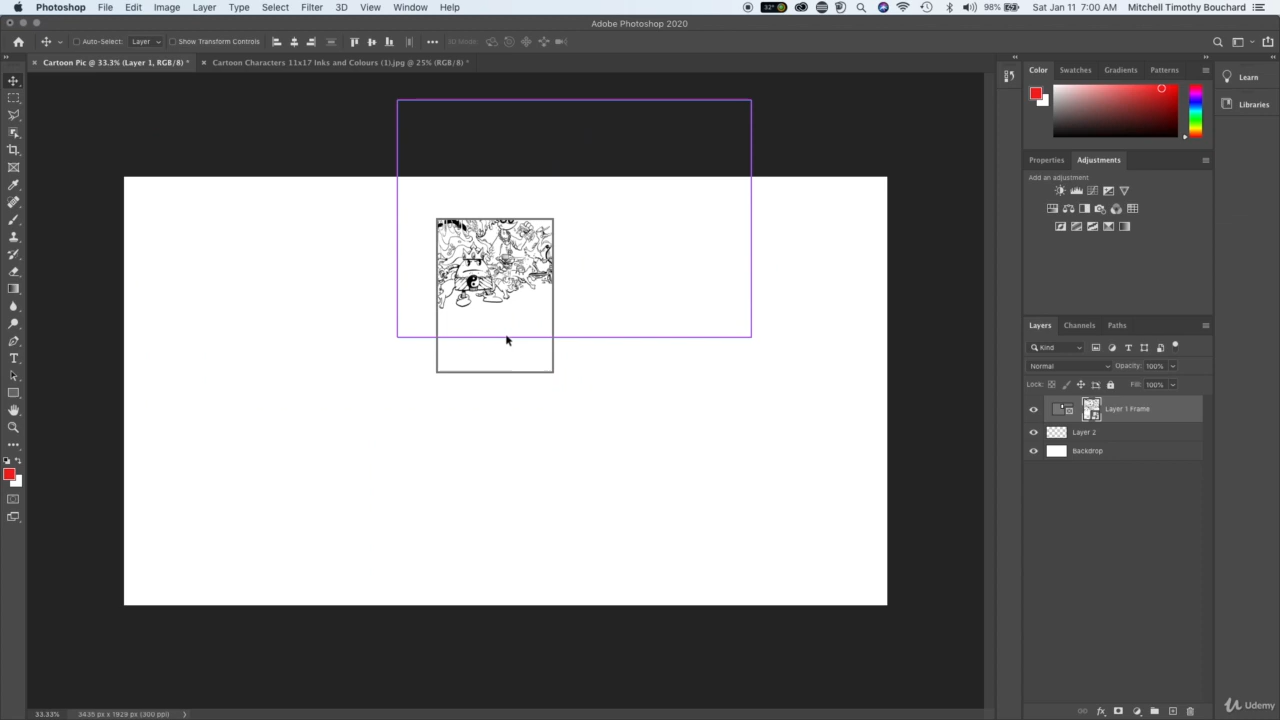 Photoshop File Edit Image Layer Type Select Filter 3D View Window Help 32° 98% Sat Jan 11 7:00 AM Mitchell Timothy Bouchard
Adobe Photoshop 2020
Auto-Select: Layer Show Transform Controls 3D Mode:
Cartoon Pic @ 33.3% (Layer 1, RGB/8) * Cartoon Characters 11x17 Inks and Colours (1).jpg @ 25% (RGB/8) *
Color Swatches Gradients Patterns
Learn
Libraries
Properties Adjustments
Add an adjustment
Layers Channels Paths
Kind
Normal Opacity: 100%
Lock: Fill: 100%
Layer 1 Frame
Layer 2
Backdrop
33.33% 3435 px x 1929 px (300 ppi)
Udemy